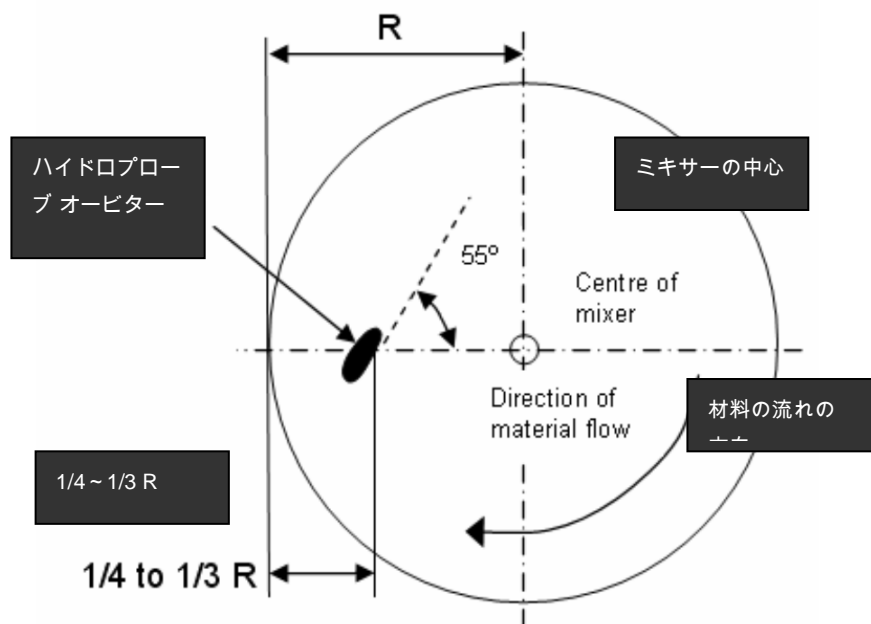 R
ハイドロプロー
ブ オービター
ミキサーの中心
55º
Centre of
mixer
Direction of
material flow
材料の流れの
1/4 ~ 1/3 R
1/4 to 1/3 R